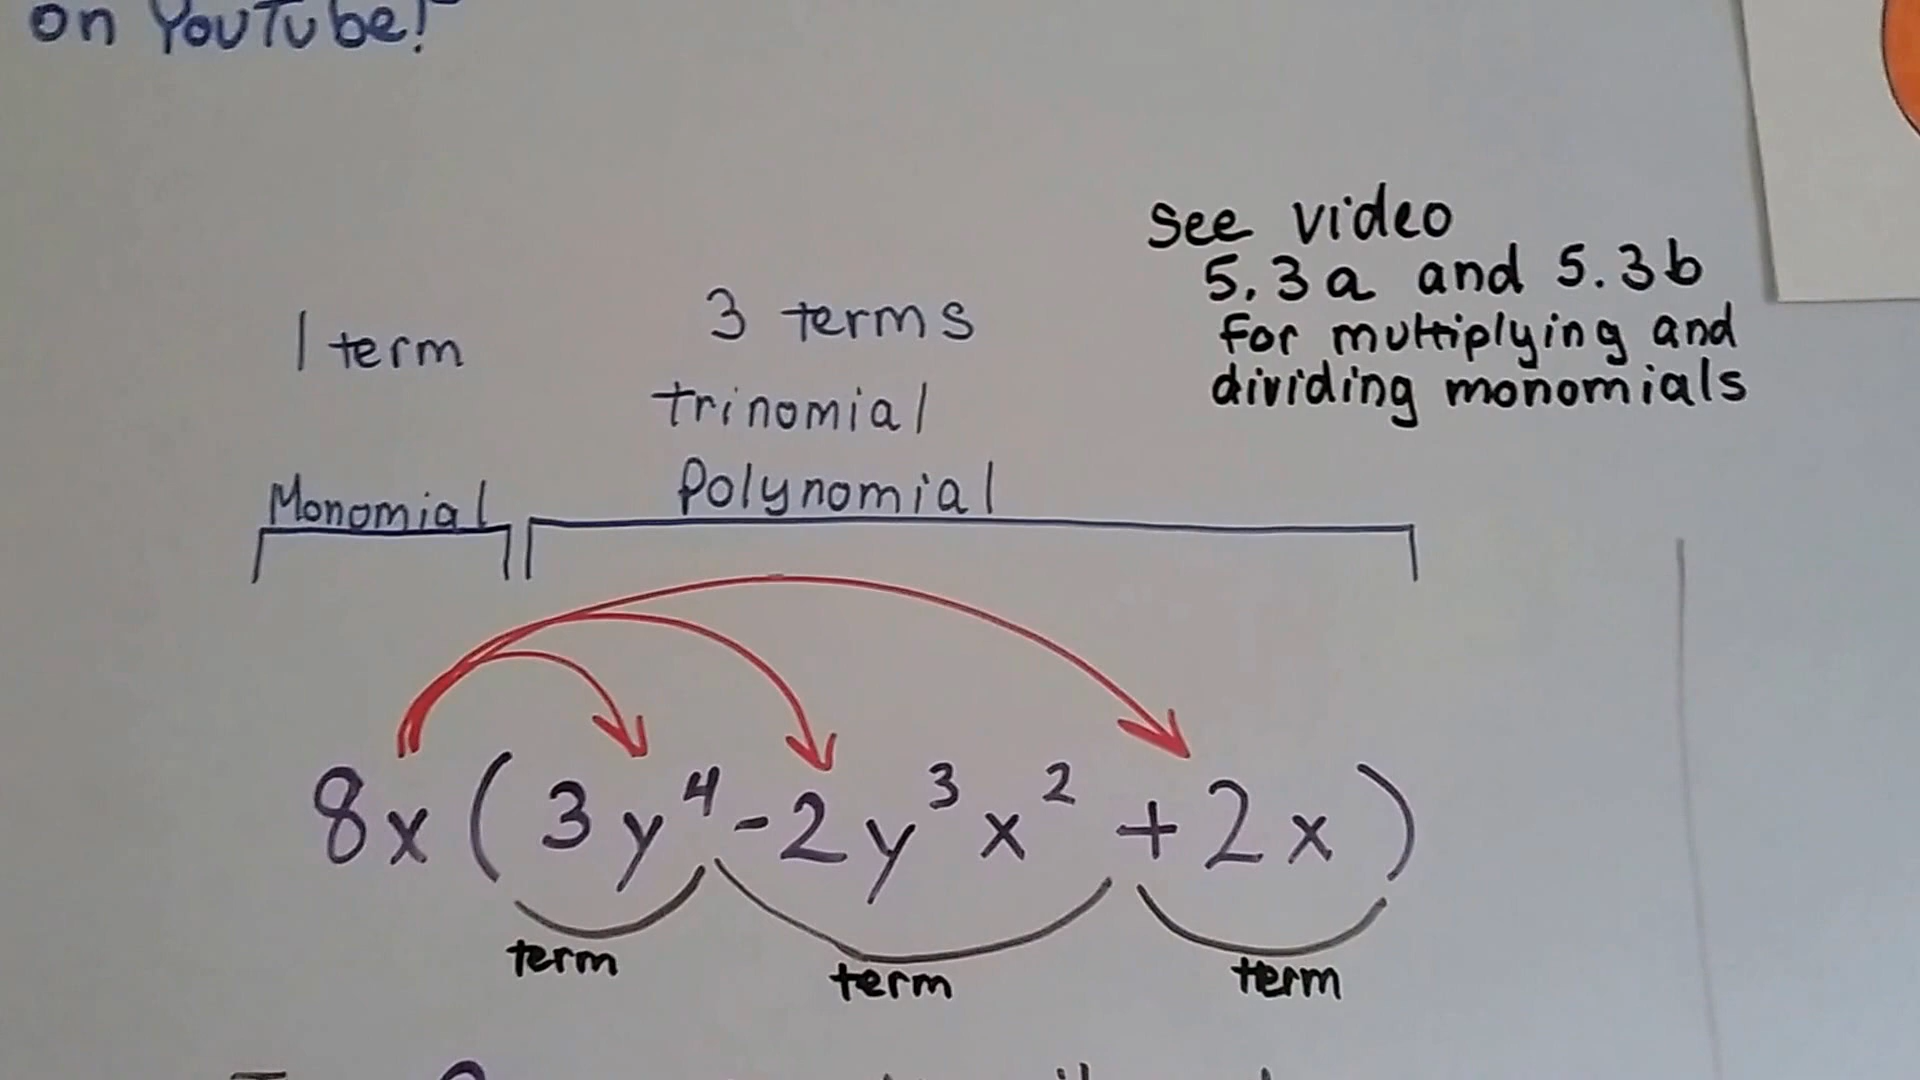 on YouTube!
See video
5.3a and 5.3b
for multiplying and
dividing monomials
1 term
3 terms
trinomial
Monomial
Polynomial
8x(3y⁴-2y³x²+2x)
term
term
term